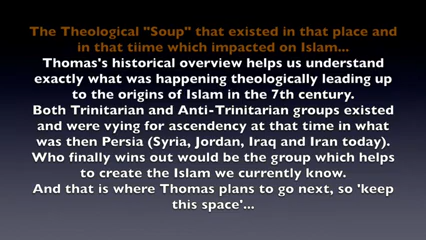 The Theological "Soup" that existed in that place and
in that tiime which impacted on Islam...
Thomas's historical overview helps us understand
exactly what was happening theologically leading up
to the origins of Islam in the 7th century.
Both Trinitarian and Anti-Trinitarian groups existed
and were vying for ascendency at that time in what
was then Persia (Syria, Jordan, Iraq and Iran today).
Who finally wins out would be the group which helps
to create the Islam we currently know.
And that is where Thomas plans to go next, so 'keep
this space'...